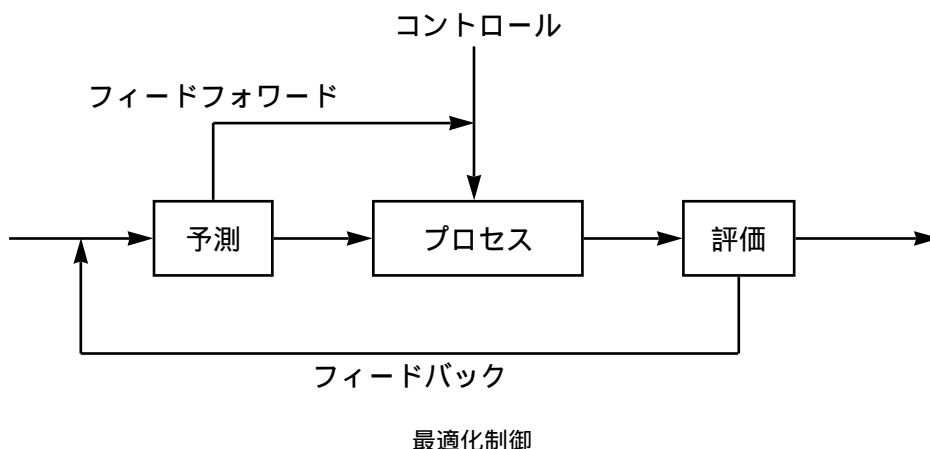 コントロール
フィードフォワード
予測
プロセス
評価
フィードバック
最適化制御